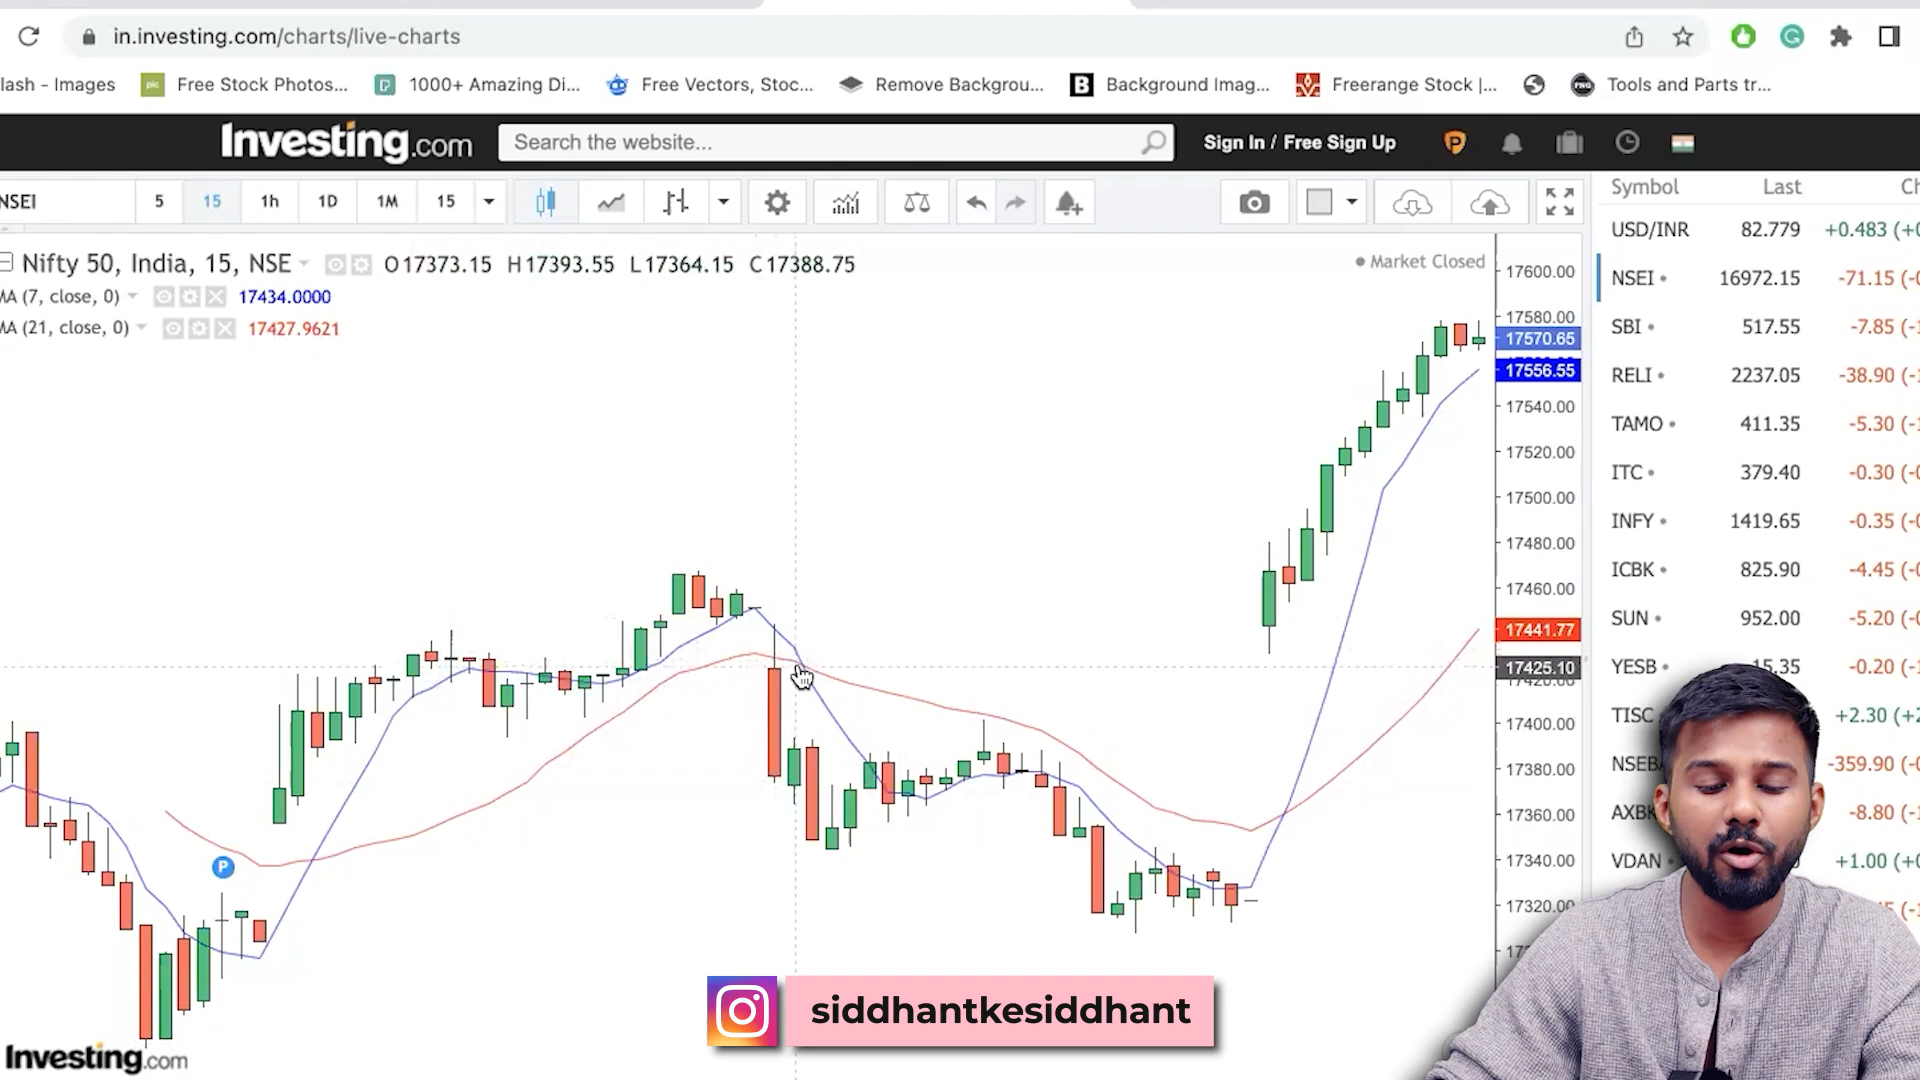 in.investing.com/charts/live-charts
lash - Images Free Stock Photos... 1000+ Amazing Di... Free Vectors, Stoc... Remove Backgrou... B Background Imag... Freerange Stock |... Tools and Parts tr...
Investing.com Search the website... Sign In / Free Sign Up
NSEI 5 15 1h 1D 1M 15
Symbol Last
Nifty 50, India, 15, NSE O17373.15 H17393.55 L17364.15 C17388.75
Market Closed
MA (7, close, 0) 17434.0000
MA (21, close, 0) 17427.9621
17600.00
17580.00
17570.65
17556.55
17540.00
17520.00
17500.00
17480.00
17460.00
17441.77
17425.10
17420.00
17400.00
17380.00
17360.00
17340.00
17320.00
USD/INR 82.779 +0.483
NSEI 16972.15 -71.15
SBI 517.55 -7.85
RELI 2237.05 -38.90
TAMO 411.35 -5.30
ITC 379.40 -0.30
INFY 1419.65 -0.35
ICBK 825.90 -4.45
SUN 952.00 -5.20
YESB 15.35 -0.20
TISC +2.30
NSEB -359.90
AXBK -8.80
VDAN +1.00
P
siddhantkesiddhant
Investing.com